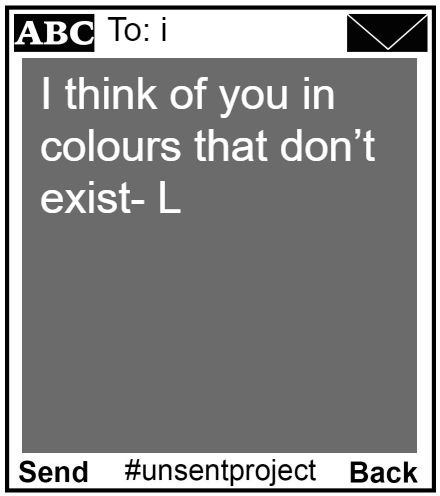 ABC To: i
I think of you in
colours that don’t
exist- L
Send #unsentproject Back